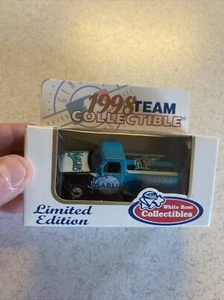 1998 TEAM
COLLECTIBLE®
Limited
Edition
White Rose
Collectibles